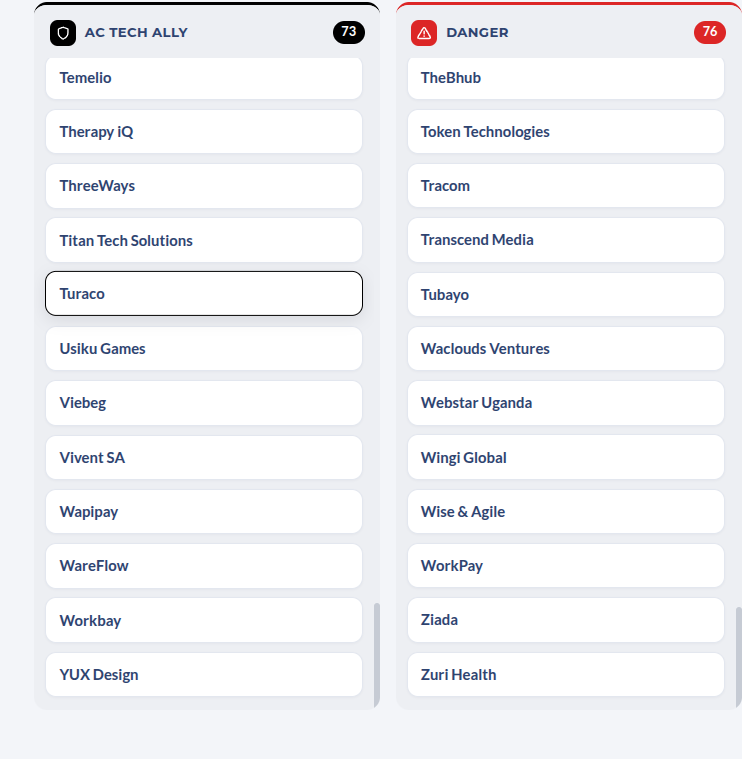 AC TECH ALLY
73
Temelio
Therapy iQ
ThreeWays
Titan Tech Solutions
Turaco
Usiku Games
Viebeg
Vivent SA
Wapipay
WareFlow
Workbay
YUX Design
DANGER
76
TheBhub
Token Technologies
Tracom
Transcend Media
Tubayo
Waclouds Ventures
Webstar Uganda
Wingi Global
Wise & Agile
WorkPay
Ziada
Zuri Health